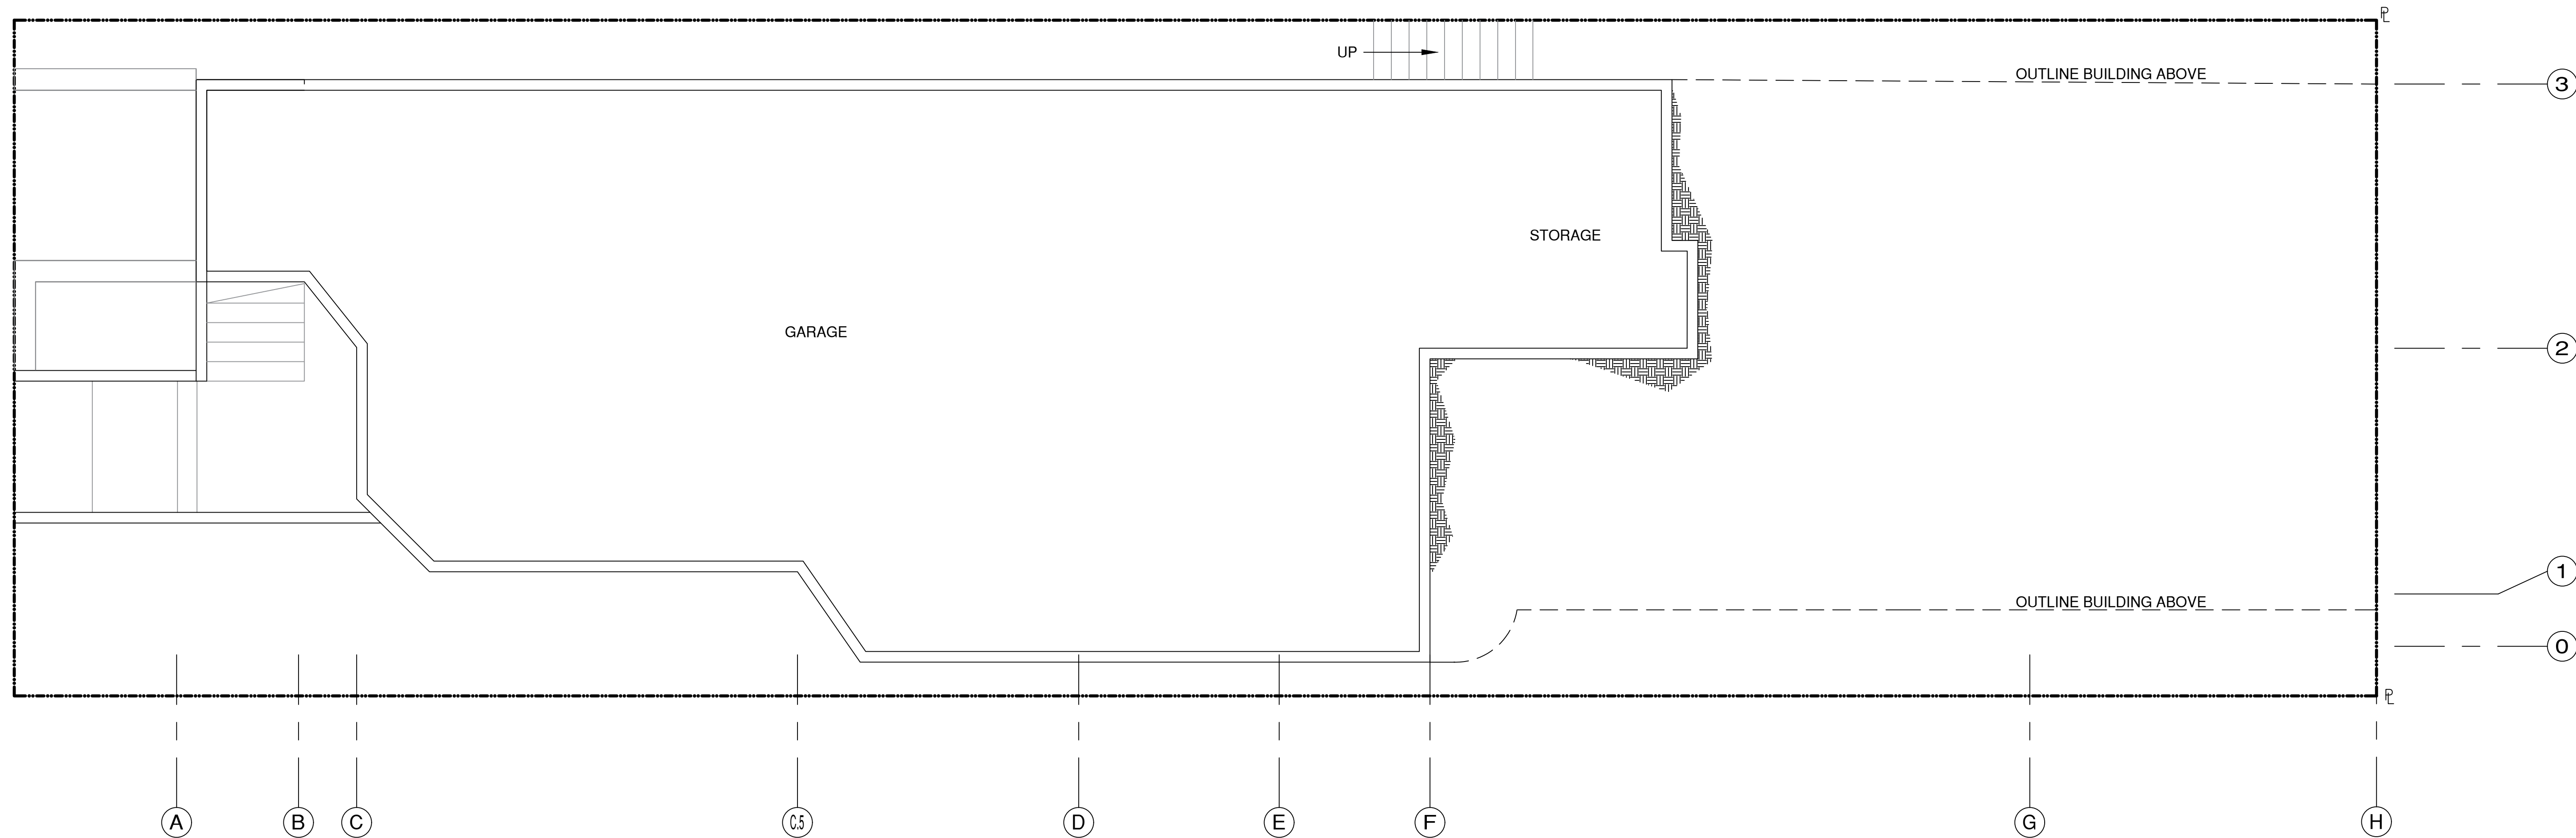 PL
UP
OUTLINE BUILDING ABOVE
3
STORAGE
GARAGE
2
1
OUTLINE BUILDING ABOVE
0
PL
A B C C.5 D E F G H